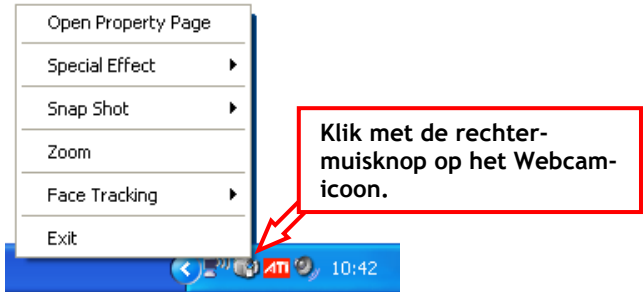 Open Property Page
Special Effect
Snap Shot
Zoom
Face Tracking
Exit
Klik met de rechter-
muisknop op het Webcam-
icoon.
ATI
10:42